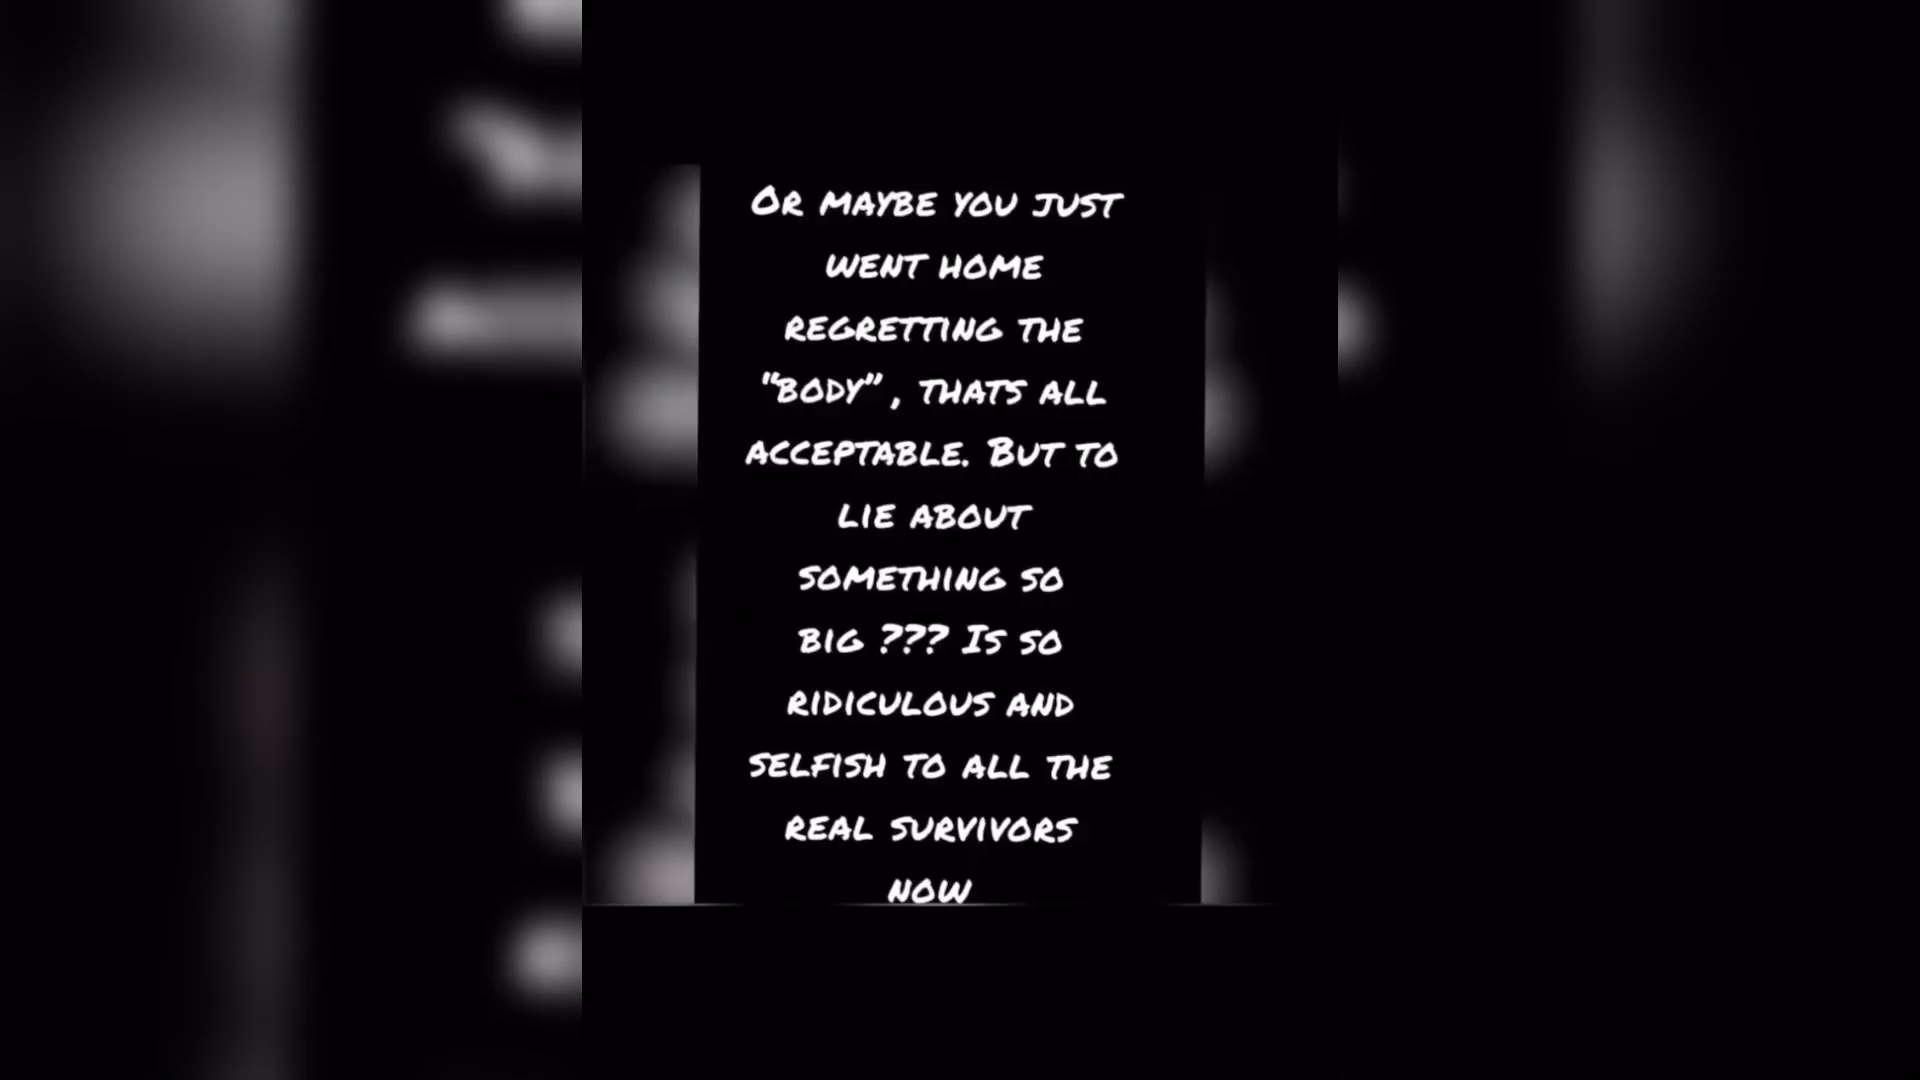 Or maybe you just
went home
regretting the
"body" , thats all
acceptable. But to
lie about
something so
big ??? Is so
ridiculous and
selfish to all the
real survivors
now